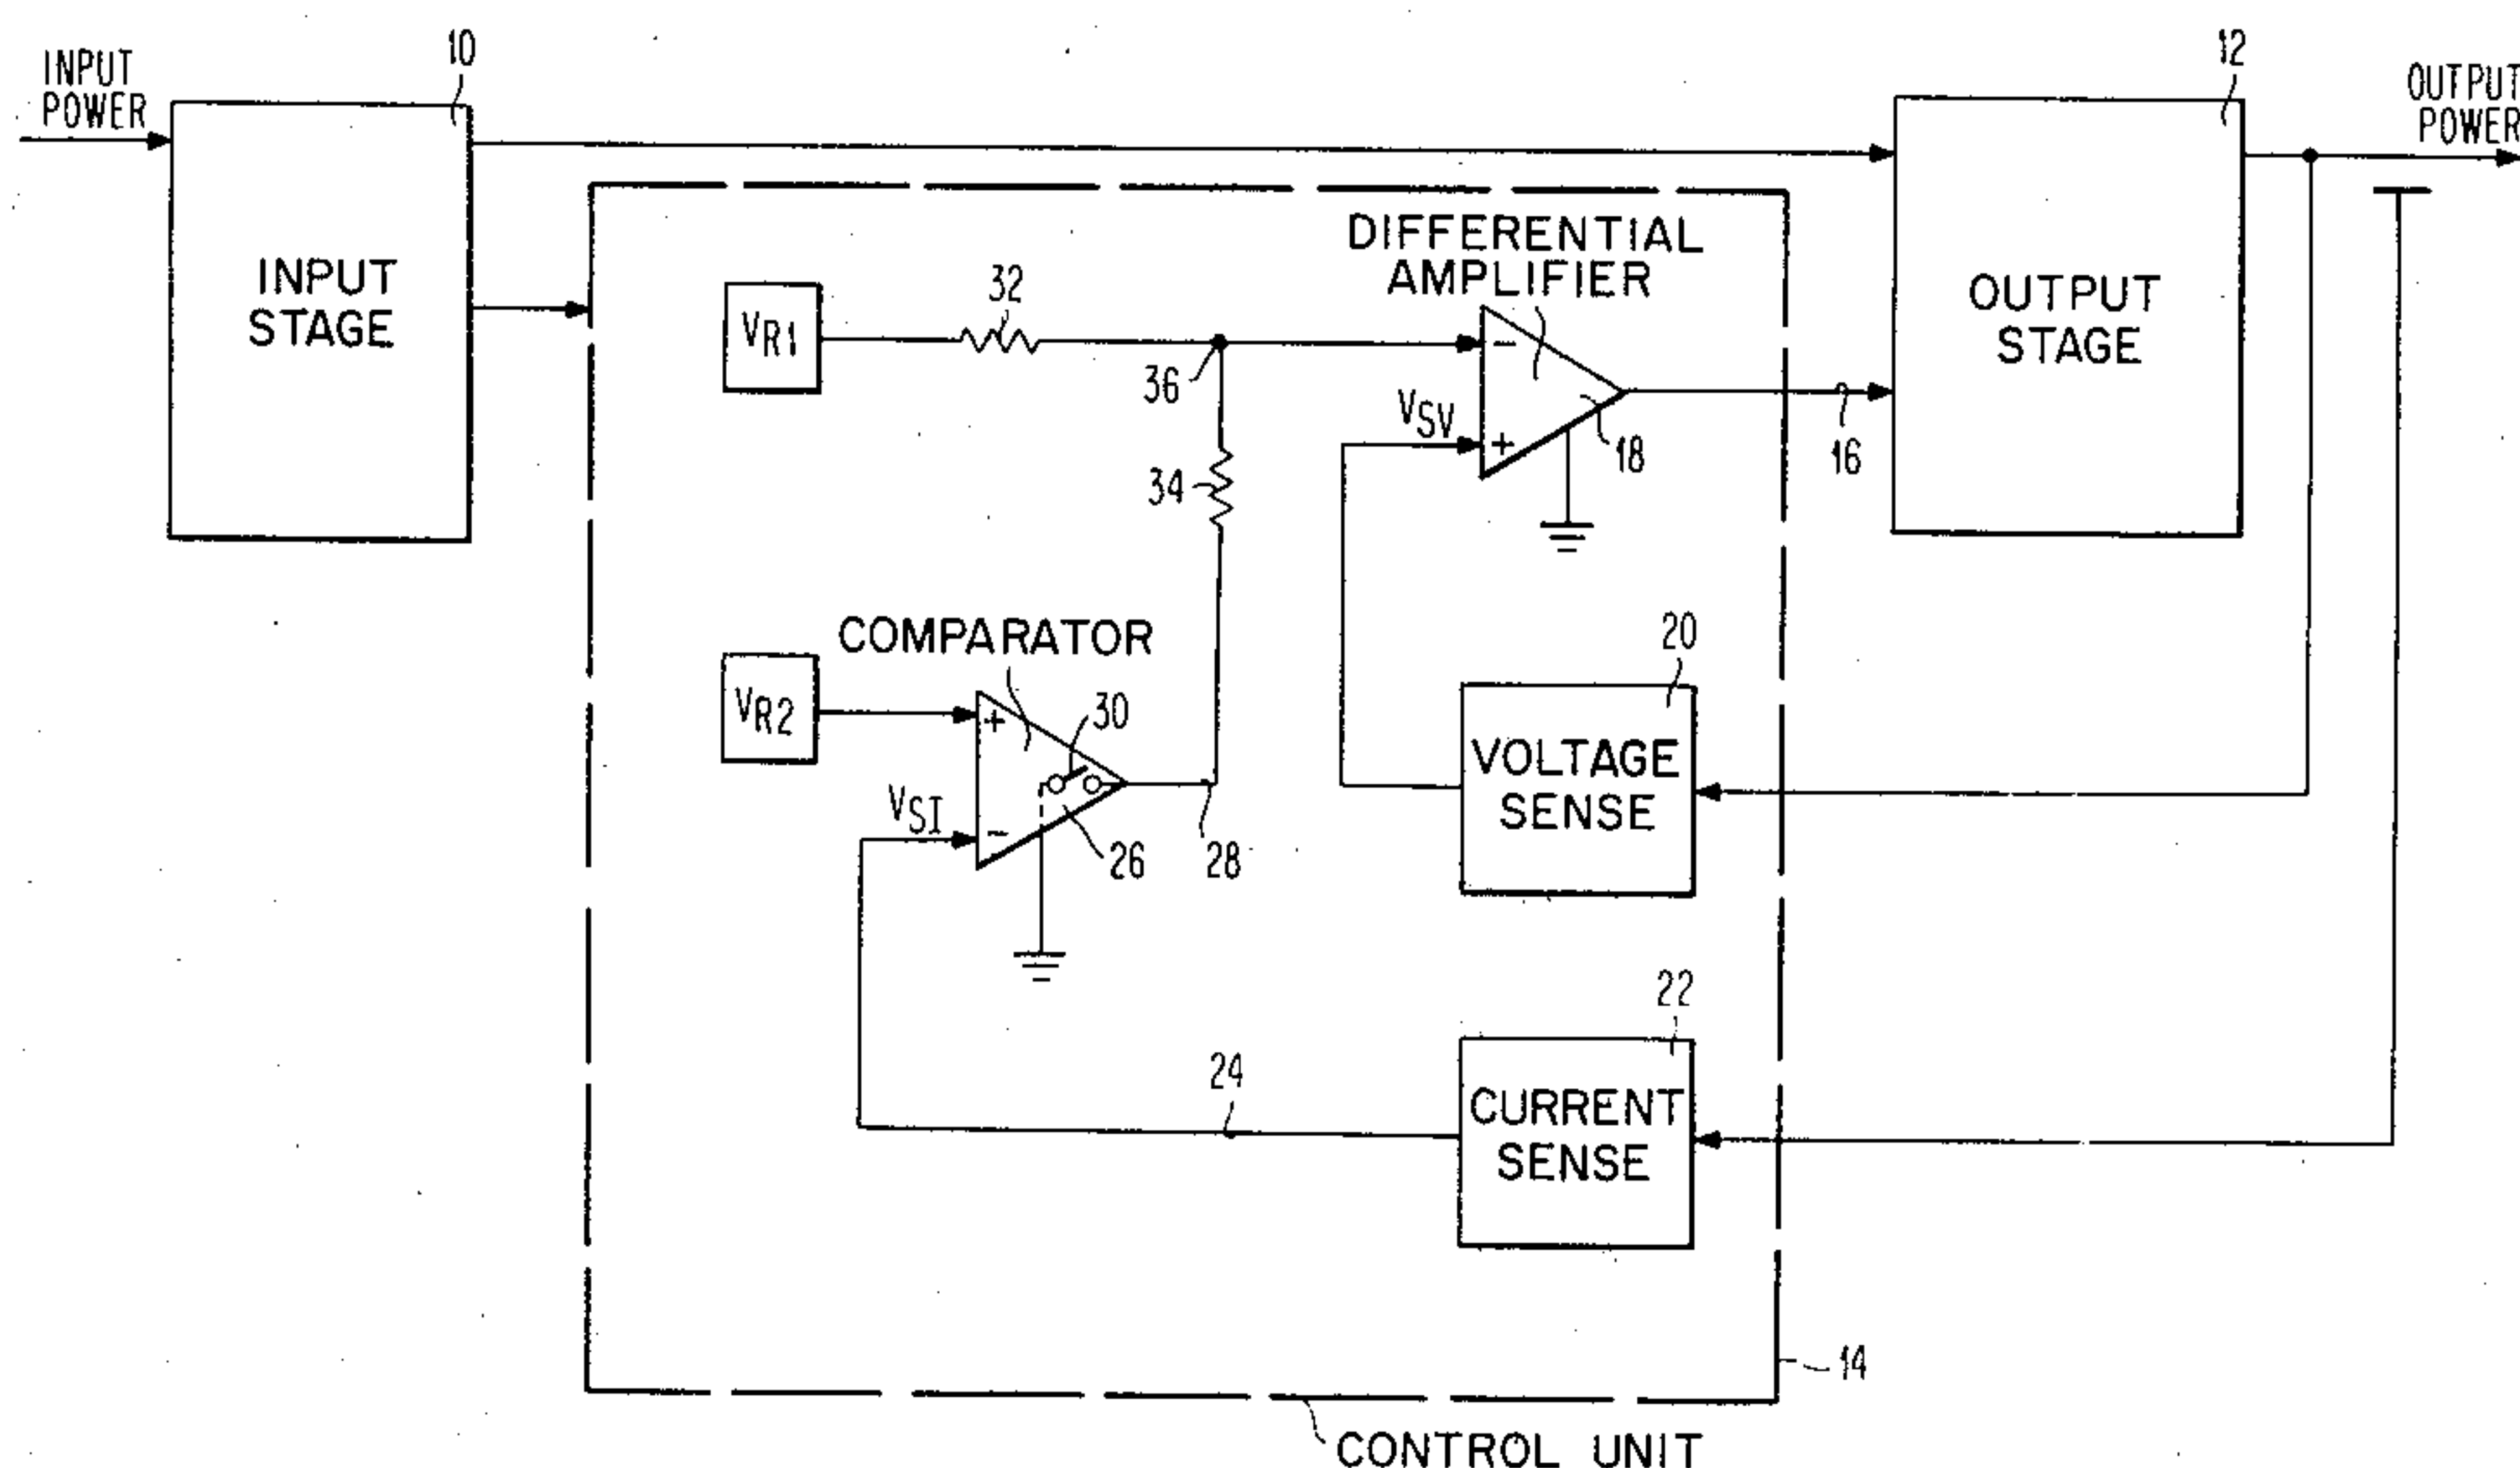 INPUT
POWER
10
12
OUTPUT
POWER
INPUT
STAGE
DIFFERENTIAL
AMPLIFIER
OUTPUT
STAGE
VR1
32
36
34
VSV
−
+
18
16
COMPARATOR
VR2
+
30
VSI
−
26
28
20
VOLTAGE
SENSE
22
24
CURRENT
SENSE
14
CONTROL UNIT